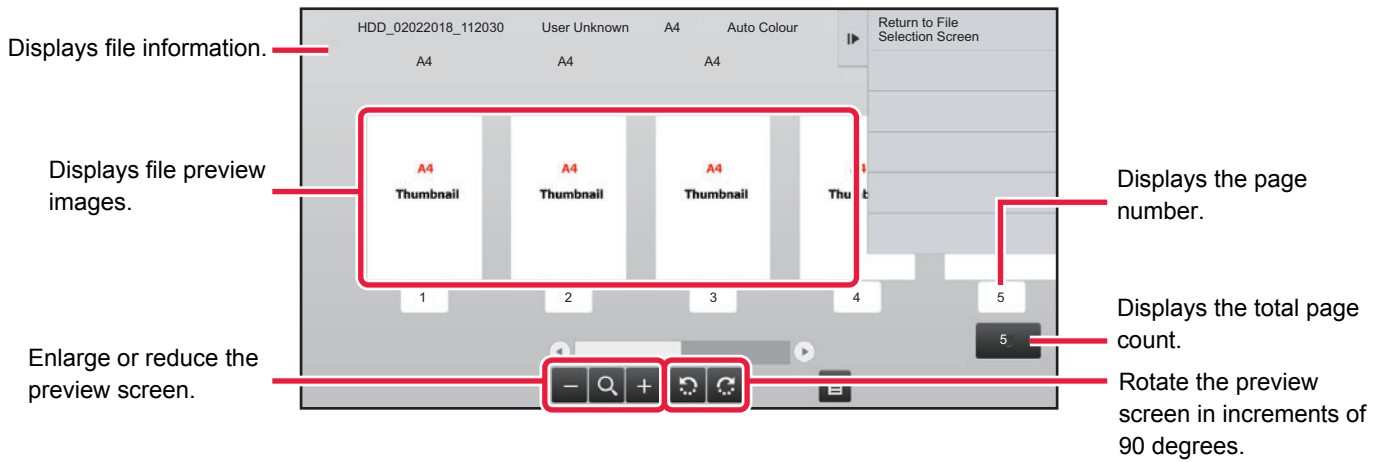 HDD_02022018_112030 User Unknown A4 Auto Colour
Return to File
Selection Screen
Displays file information.
A4 A4 A4
Displays file preview
images.
A4 A4 A4
Thumbnail Thumbnail Thumbnail
Displays the page
number.
1 2 3 4 5
Displays the total page
count.
5
Enlarge or reduce the
preview screen.
Rotate the preview
screen in increments of
90 degrees.